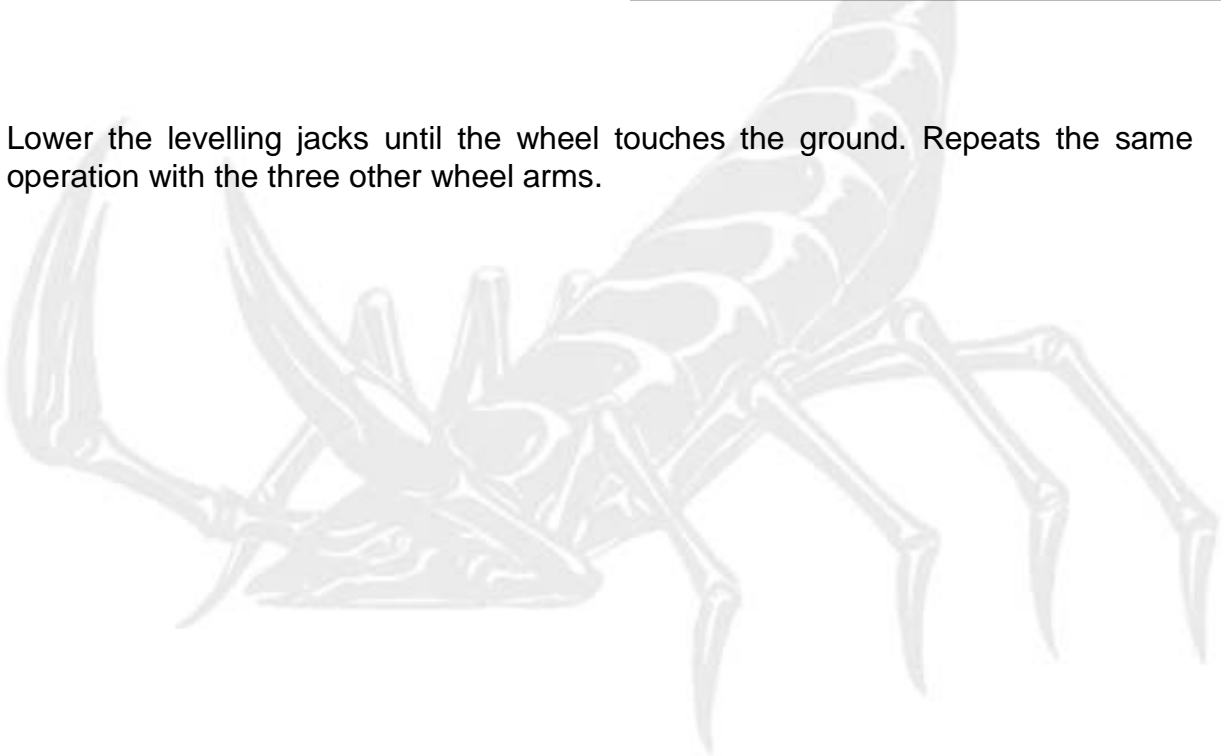 Lower the levelling jacks until the wheel touches the ground. Repeats the same
operation with the three other wheel arms.